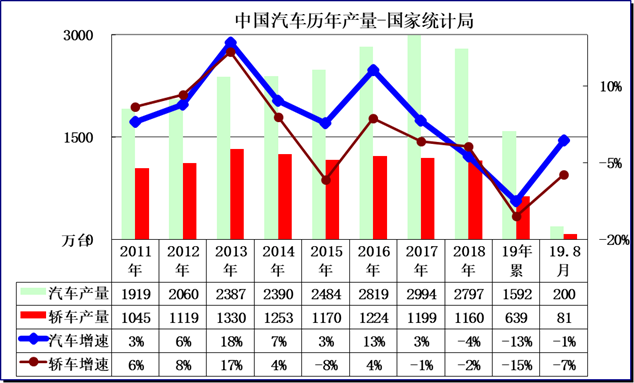 中国汽车历年产量-国家统计局
3000
1500
万台 0
10%
-5%
-20%
2011年 2012年 2013年 2014年 2015年 2016年 2017年 2018年 19年累 19.8月
汽车产量 1919 2060 2387 2390 2484 2819 2994 2797 1592 200
轿车产量 1045 1119 1330 1253 1170 1224 1199 1160 639 81
汽车增速 3% 6% 18% 7% 3% 13% 3% -4% -13% -1%
轿车增速 6% 8% 17% 4% -8% 4% -1% -2% -15% -7%